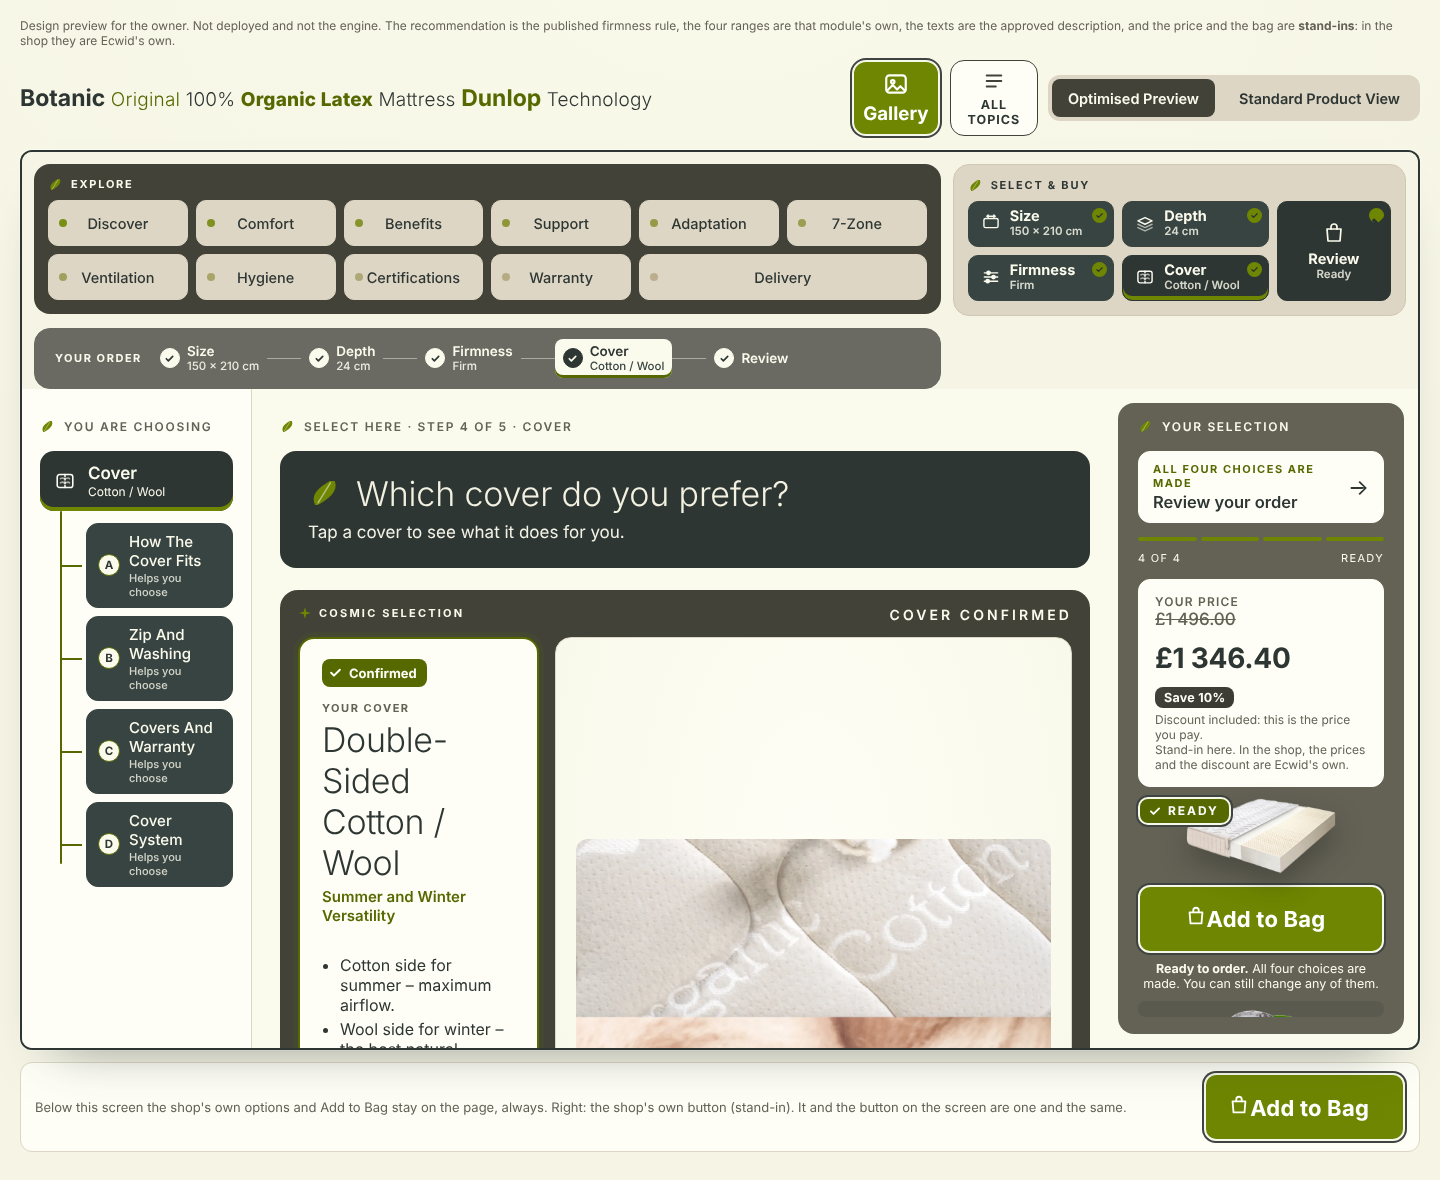 Design preview for the owner. Not deployed and not the engine. The recommendation is the published firmness rule, the four ranges are that module's own, the texts are the approved description, and the price and the bag are stand-ins: in the
shop they are Ecwid's own.
Botanic Original 100% Organic Latex Mattress Dunlop Technology
Gallery
ALL
TOPICS
Optimised Preview
Standard Product View
EXPLORE
Discover
Comfort
Benefits
Support
Adaptation
7-Zone
Ventilation
Hygiene
Certifications
Warranty
Delivery
SELECT & BUY
Size
150 × 210 cm
Depth
24 cm
Firmness
Firm
Cover
Cotton / Wool
Review
Ready
YOUR ORDER
Size
150 × 210 cm
Depth
24 cm
Firmness
Firm
Cover
Cotton / Wool
Review
YOU ARE CHOOSING
Cover
Cotton / Wool
A
How The
Cover Fits
Helps you
choose
B
Zip And
Washing
Helps you
choose
C
Covers And
Warranty
Helps you
choose
D
Cover
System
Helps you
choose
SELECT HERE · STEP 4 OF 5 · COVER
Which cover do you prefer?
Tap a cover to see what it does for you.
COSMIC SELECTION
COVER CONFIRMED
Confirmed
YOUR COVER
Double-
Sided
Cotton /
Wool
Summer and Winter
Versatility
• Cotton side for
summer – maximum
airflow.
• Wool side for winter –
the best natural
Cotton
YOUR SELECTION
ALL FOUR CHOICES ARE
MADE
Review your order
4 OF 4
READY
YOUR PRICE
£1 496.00
£1 346.40
Save 10%
Discount included: this is the price
you pay.
Stand-in here. In the shop, the prices
and the discount are Ecwid's own.
READY
Add to Bag
Ready to order. All four choices are
made. You can still change any of them.
Below this screen the shop's own options and Add to Bag stay on the page, always. Right: the shop's own button (stand-in). It and the button on the screen are one and the same.
Add to Bag